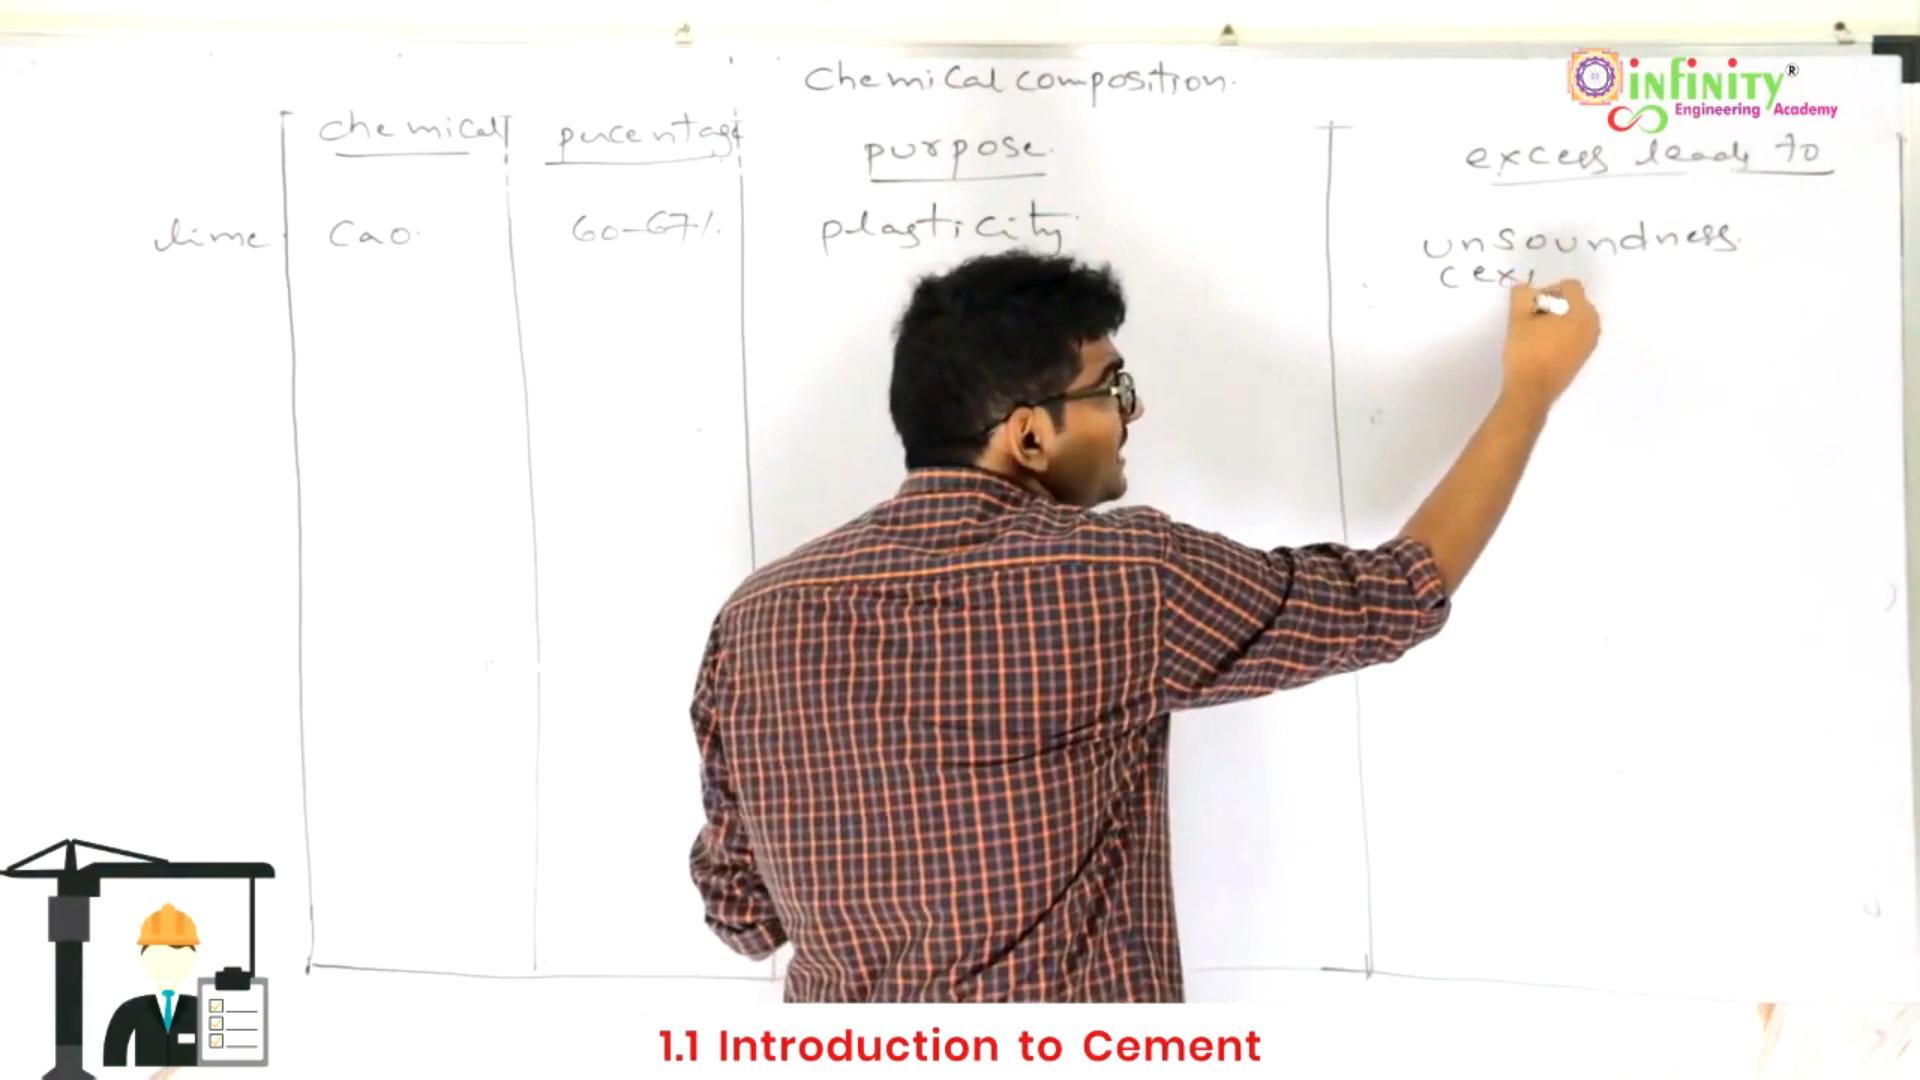 Chemical composition.
infinity®
Engineering Academy
chemical percentage purpose. excess leads to
lime CaO. 60-67%. plasticity. unsoundness.
(ex
1.1 Introduction to Cement